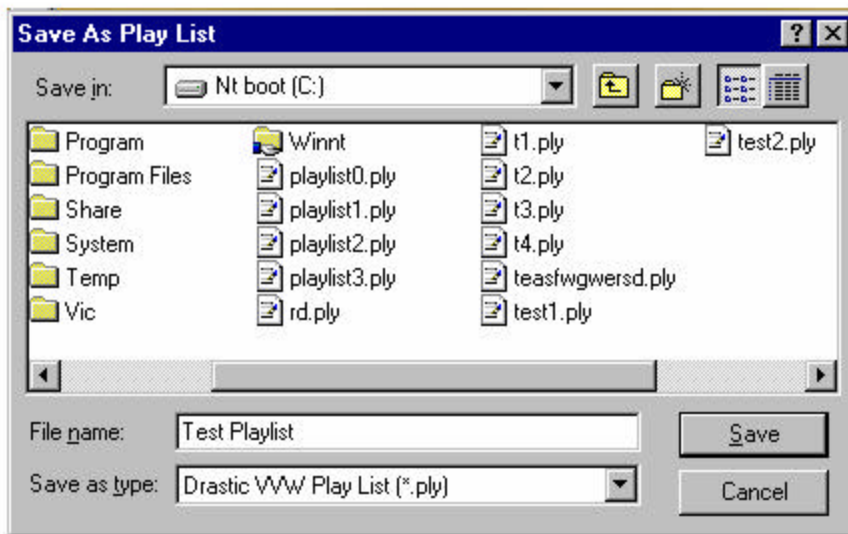 Save As Play List
Save in: Nt boot (C:)
Program Winnt t1.ply test2.ply
Program Files playlist0.ply t2.ply
Share playlist1.ply t3.ply
System playlist2.ply t4.ply
Temp playlist3.ply teasfwgwersd.ply
Vic rd.ply test1.ply
File name: Test Playlist Save
Save as type: Drastic VVW Play List (*.ply) Cancel